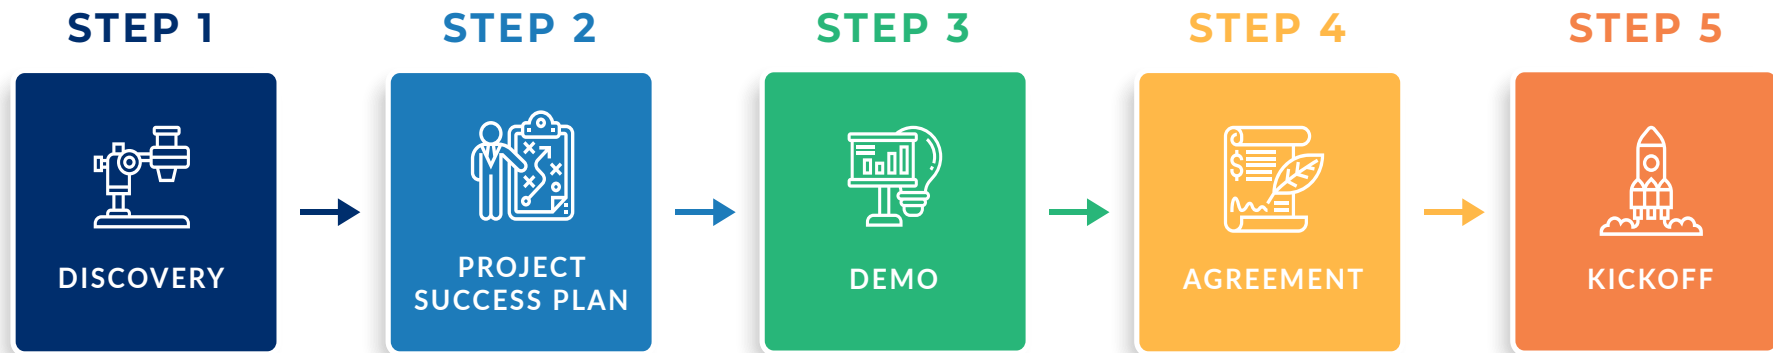 STEP 1
STEP 2
STEP 3
STEP 4
STEP 5
DISCOVERY
PROJECT
SUCCESS PLAN
DEMO
$
AGREEMENT
KICKOFF